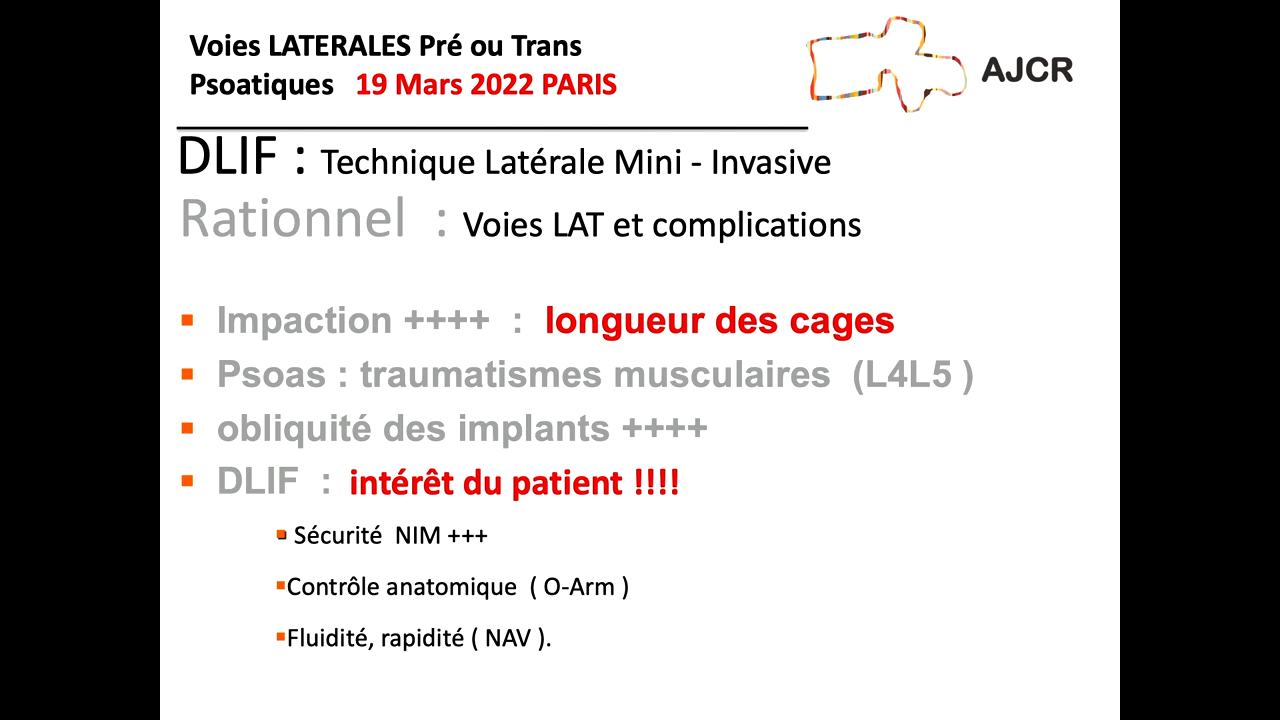 Voies LATERALES Pré ou Trans
Psoatiques 19 Mars 2022 PARIS
AJCR
DLIF : Technique Latérale Mini - Invasive
Rationnel : Voies LAT et complications
Impaction ++++ : longueur des cages
Psoas : traumatismes musculaires (L4L5 )
obliquité des implants ++++
DLIF : intérêt du patient !!!!
Sécurité NIM +++
Contrôle anatomique ( O-Arm )
Fluidité, rapidité ( NAV ).